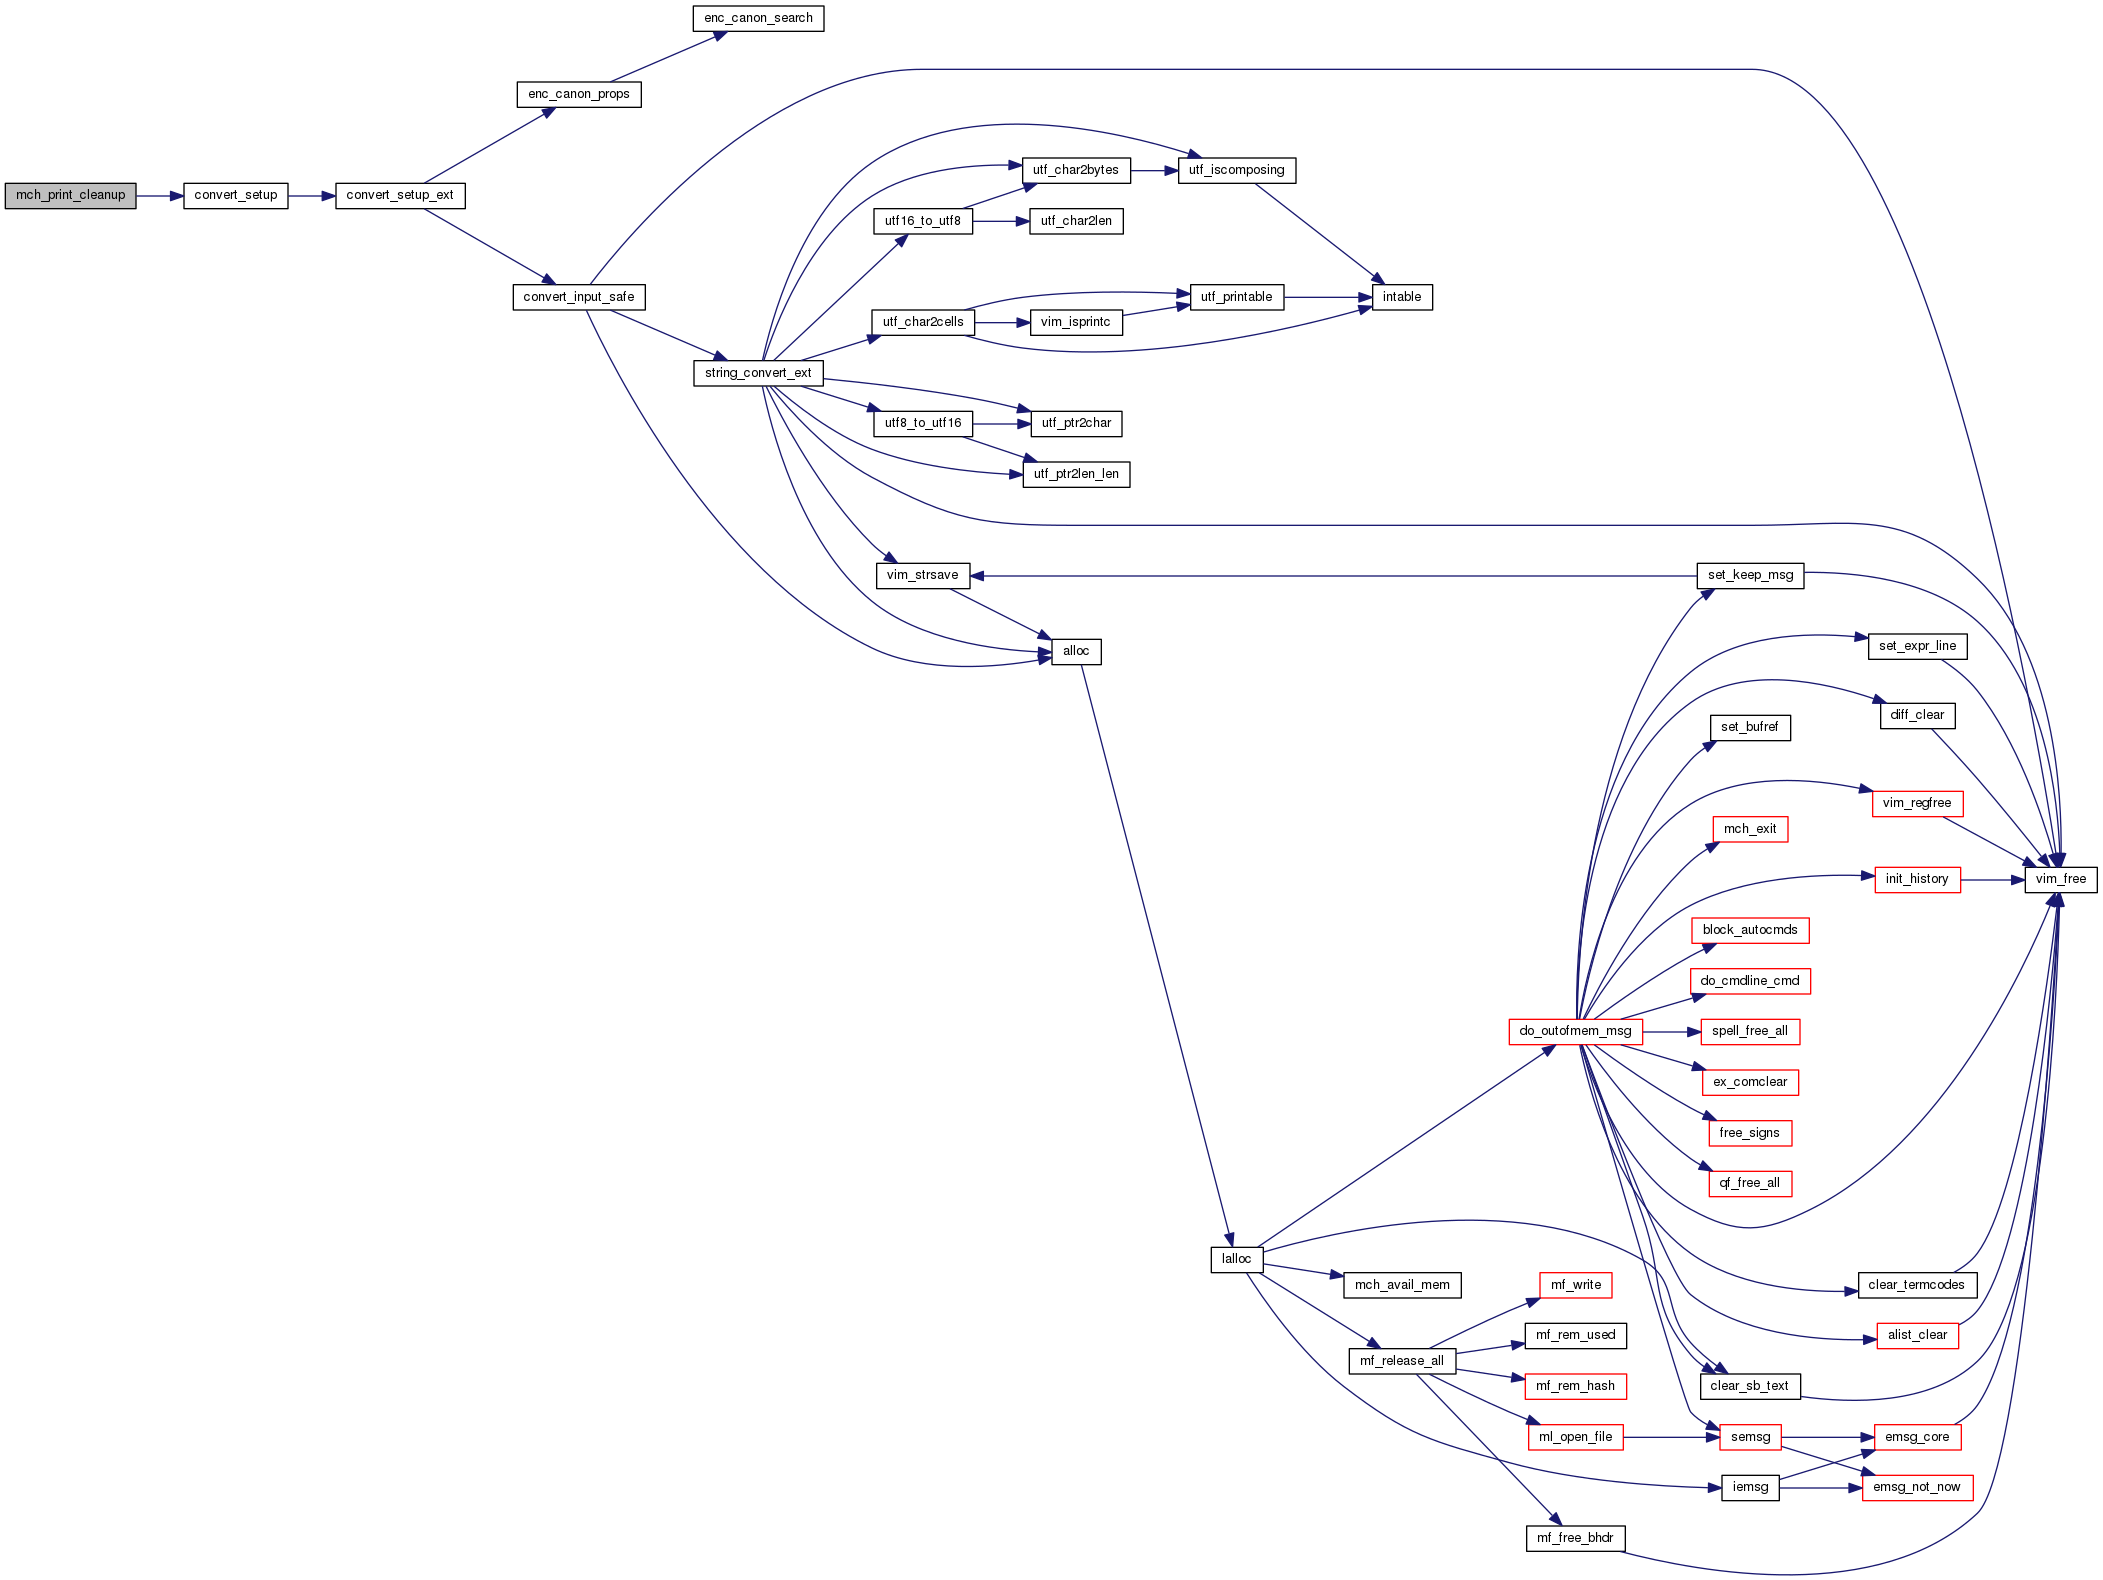 enc_canon_search
enc_canon_props
mch_print_cleanup
convert_setup
convert_setup_ext
convert_input_safe
string_convert_ext
utf_char2bytes
utf_iscomposing
utf16_to_utf8
utf_char2len
utf_char2cells
vim_isprintc
utf_printable
intable
utf8_to_utf16
utf_ptr2char
utf_ptr2len_len
vim_strsave
alloc
set_keep_msg
set_expr_line
diff_clear
set_bufref
vim_regfree
mch_exit
init_history
vim_free
block_autocmds
do_cmdline_cmd
do_outofmem_msg
spell_free_all
ex_comclear
free_signs
qf_free_all
lalloc
mch_avail_mem
clear_termcodes
mf_write
mf_rem_used
alist_clear
mf_release_all
mf_rem_hash
clear_sb_text
ml_open_file
semsg
emsg_core
iemsg
emsg_not_now
mf_free_bhdr